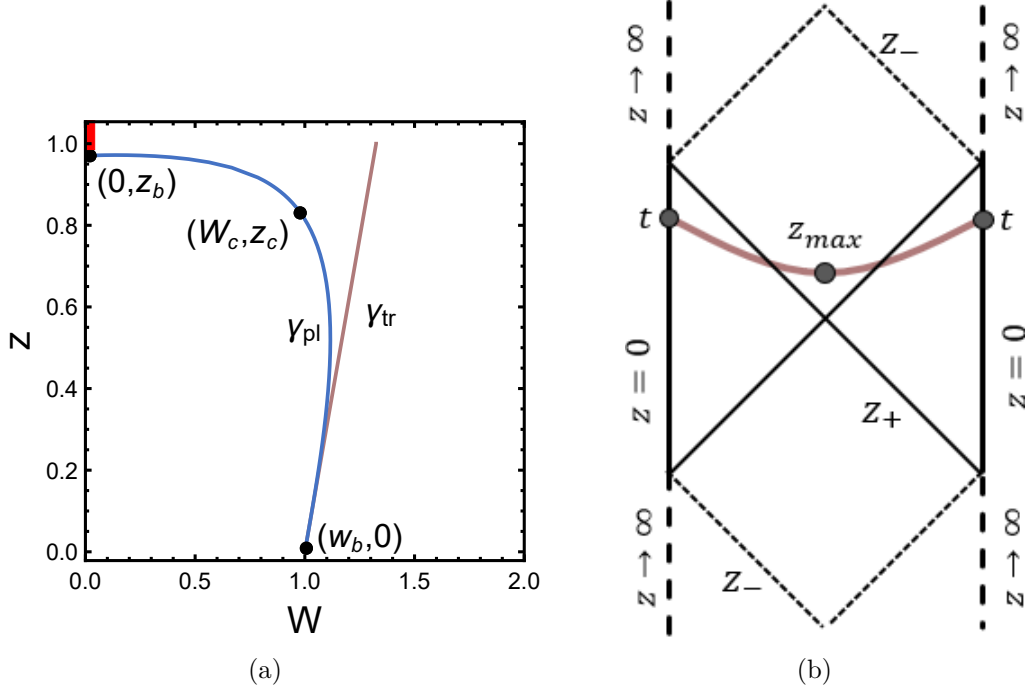 1.0
0.8
0.6
0.4
0.2
0.0
z
(0,z_b)
(W_c,z_c)
γ_pl
γ_tr
(w_b,0)
0.0 0.5 1.0 1.5 2.0
W
(a)
z → ∞
z → ∞
z_-
t
z_max
t
z = 0
z = 0
z_+
z → ∞
z → ∞
z_-
(b)